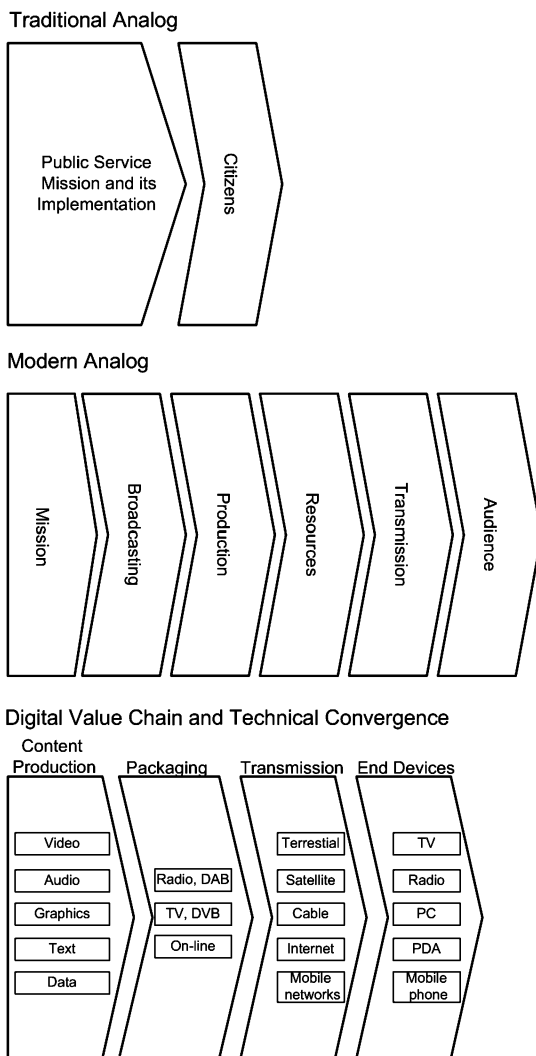 Traditional Analog
Public Service
Mission and its
Implementation
Citizens
Modern Analog
Mission
Broadcasting
Production
Resources
Transmission
Audience
Digital Value Chain and Technical Convergence
Content
Production
Packaging
Transmission
End Devices
Video
Audio
Graphics
Text
Data
Radio, DAB
TV, DVB
On-line
Terrestial
Satellite
Cable
Internet
Mobile
networks
TV
Radio
PC
PDA
Mobile
phone